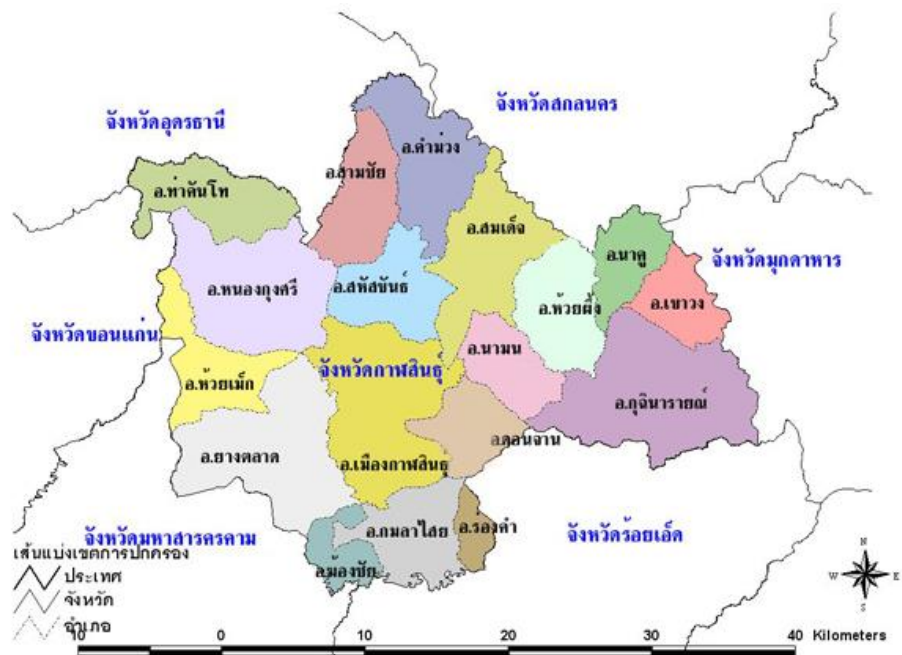 จังหวัดสกลนคร
จังหวัดอุดรธานี
อ.คำม่วง
อ.สามชัย
อ.ท่าคันโท
อ.สมเด็จ
อ.นาคู
จังหวัดมุกดาหาร
อ.หนองกุงศรี
อ.สหัสขันธ์
อ.ห้วยผึ้ง
อ.เขาวง
จังหวัดขอนแก่น
อ.นามน
จังหวัดกาฬสินธุ์
อ.ห้วยเม็ก
อ.กุฉินารายณ์
อ.ดอนจาน
อ.ยางตลาด
อ.เมืองกาฬสินธุ์
จังหวัดมหาสารคคาม
อ.กมลาไสย
อ.ร่องคำ
จังหวัดร้อยเอ็ด
เส้นแบ่งเขตการปกครอง
อ.ฆ้องชัย
ประเทศ
จังหวัด
อำเภอ
N
W E
S
10 0 10 20 30 40 Kilometers